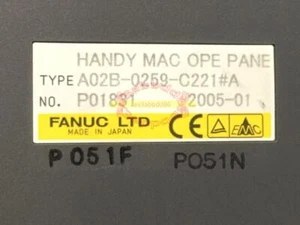 HANDY MAC OPE PANE
TYPE A02B-0259-C221#A
NO. 2005-01
FANUC LTD
MADE IN JAPAN
CE
EMC
P051F
P051N